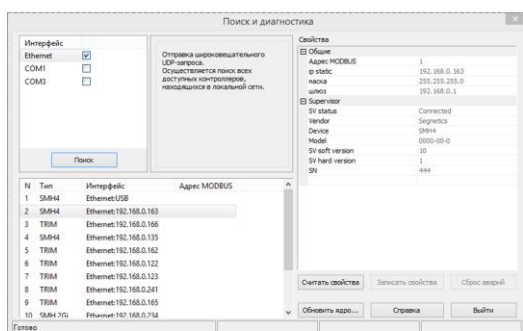 Поиск и диагностика
Интерфейс
Ethernet
COM1
COM3
Поиск
Отправка широковещательного
UDP-запроса.
Осуществляется поиск всех
доступных контроллеров,
находящихся в локальной сети.
N Тип Интерфейс Адрес MODBUS
1 SMH4 Ethernet:USB
2 SMH4 Ethernet:192.168.0.163
3 TRIM Ethernet:192.168.0.166
4 SMH4 Ethernet:192.168.0.135
5 TRIM Ethernet:192.168.0.162
6 TRIM Ethernet:192.168.0.122
7 TRIM Ethernet:192.168.0.123
8 TRIM Ethernet:192.168.0.241
9 TRIM Ethernet:192.168.0.165
10 SMH 2Gi Ethernet:192.168.0.234
Свойства
Общие
Адрес MODBUS 1
ip static 192.168.0.163
маска 255.255.255.0
шлюз 192.168.0.1
Supervisor
SV status Connected
Vendor Segnetics
Device SMH4
Model 0000-00-0
SV soft version 10
SV hard version 1
SN 444
Считать свойства Записать свойства Сброс аварий
Обновить ядро... Справка Выйти
Готово